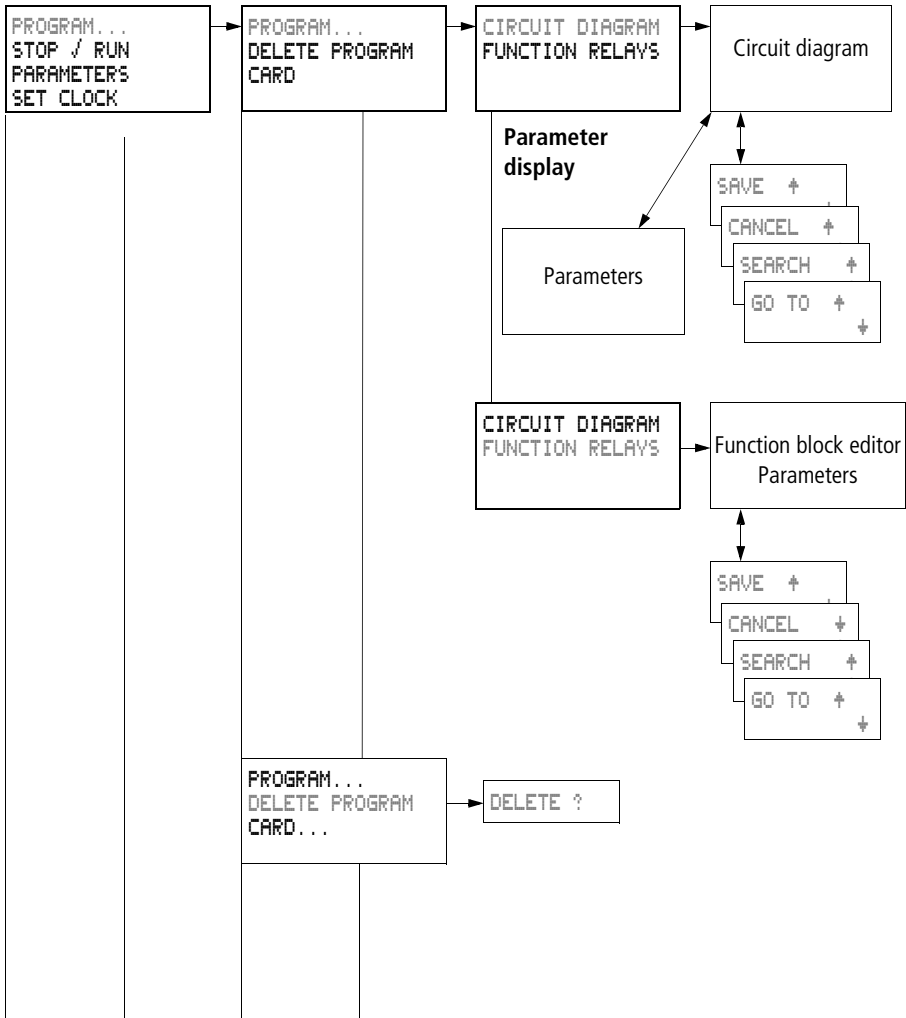 PROGRAM...
STOP √ RUN
PARAMETERS
SET CLOCK
PROGRAM...
DELETE PROGRAM
CARD
CIRCUIT DIAGRAM
FUNCTION RELAYS
Circuit diagram
Parameter
display
Parameters
SAVE
CANCEL
SEARCH
GO TO
CIRCUIT DIAGRAM
FUNCTION RELAYS
Function block editor
Parameters
SAVE
CANCEL
SEARCH
GO TO
PROGRAM...
DELETE PROGRAM
CARD...
DELETE ?